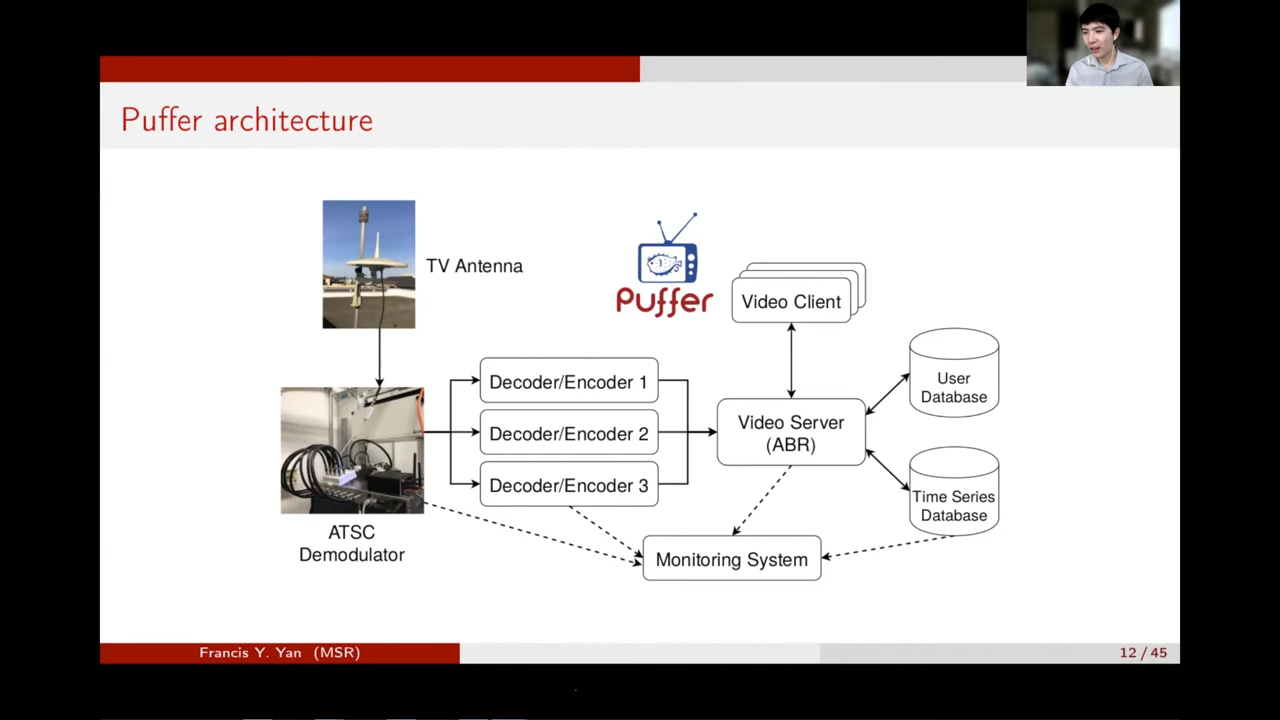 Puffer architecture
TV Antenna
Puffer
Video Client
Decoder/Encoder 1
Decoder/Encoder 2
Decoder/Encoder 3
Video Server
(ABR)
User
Database
Time Series
Database
ATSC
Demodulator
Monitoring System
Francis Y. Yan (MSR)
12 / 45